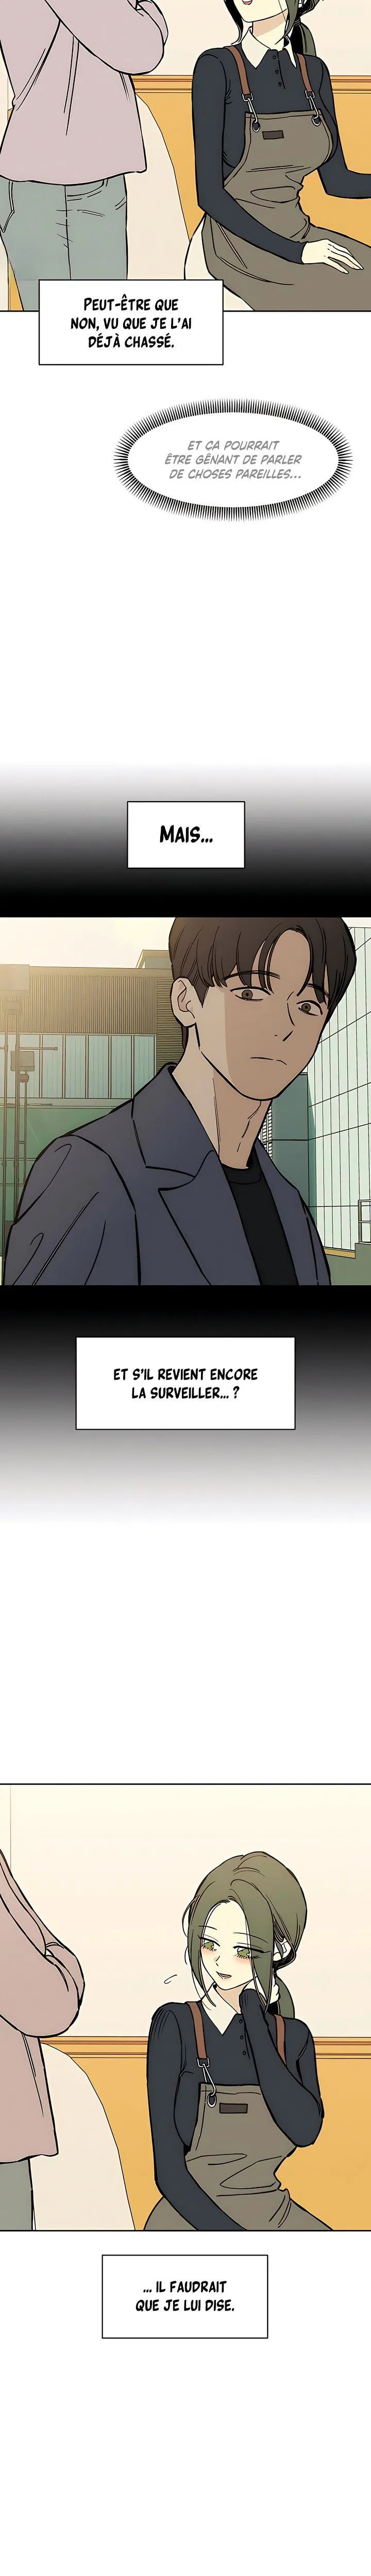 PEUT-ÊTRE QUE
NON, VU QUE JE L'AI
DÉJÀ CHASSÉ.
ET ÇA POURRAIT
ÊTRE GÊNANT DE PARLER
DE CHOSES PAREILLES...
MAIS...
ET S'IL REVIENT ENCORE
LA SURVEILLER... ?
... IL FAUDRAIT
QUE JE LUI DISE.